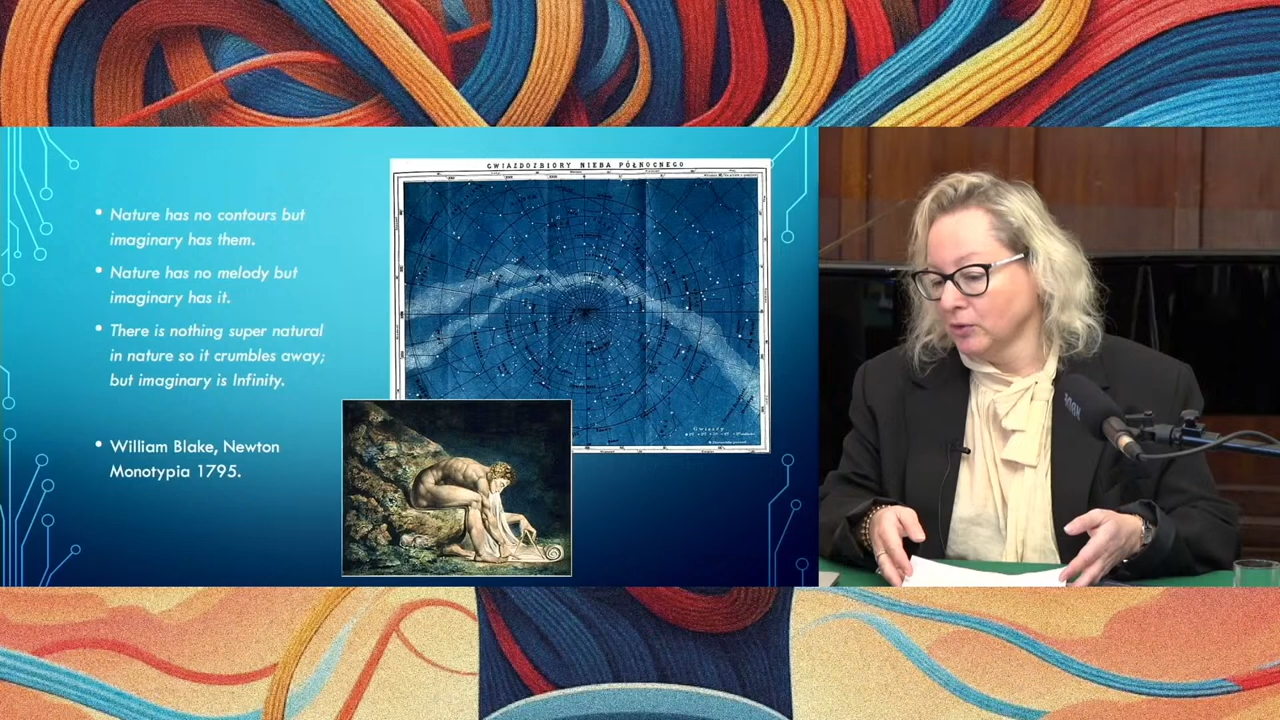 GWIAZDOZBIORY NIEBA PÓŁNOCNEGO
• Nature has no contours but
imaginary has them.
• Nature has no melody but
imaginary has it.
• There is nothing super natural
in nature so it crumbles away;
but imaginary is Infinity.
• William Blake, Newton
Monotypia 1795.
Gwiazdy